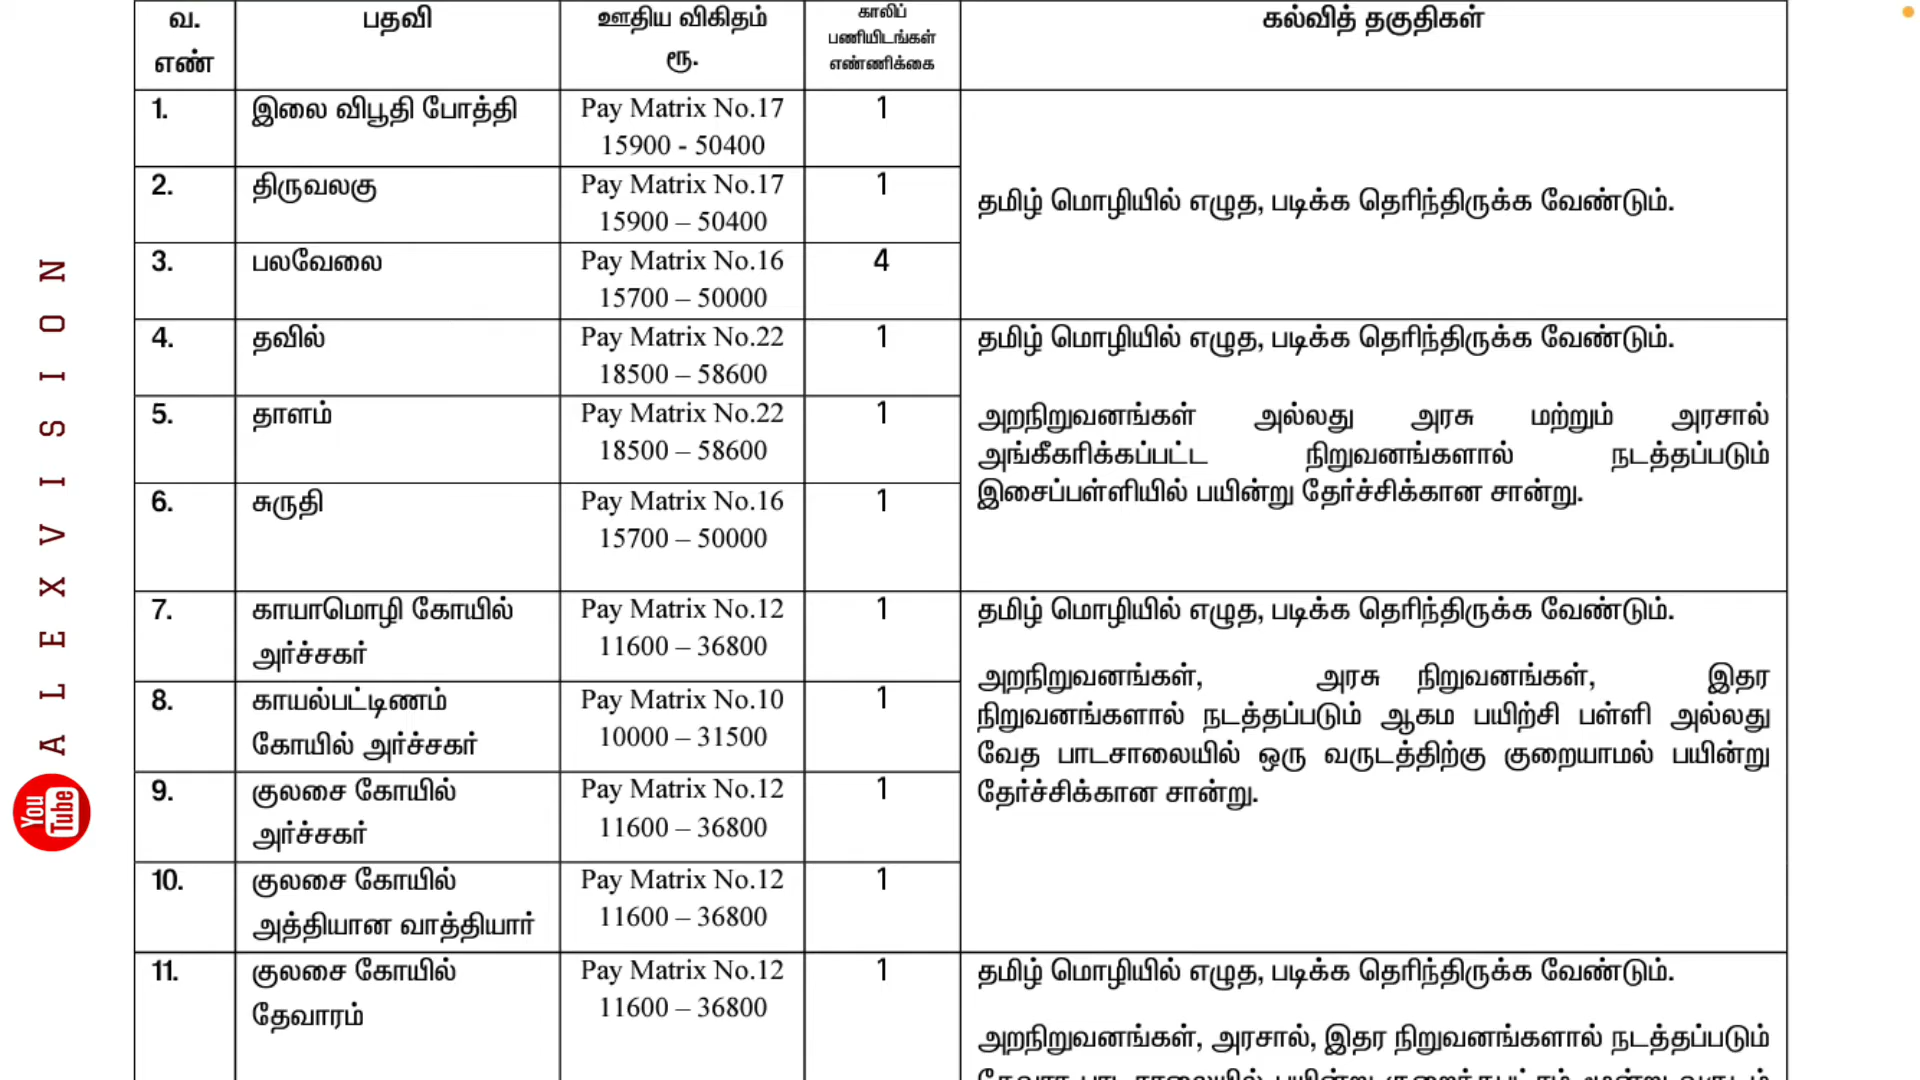 வ.
எண்
பதவி
ஊதிய விகிதம்
ரூ.
காலிப்
பணியிடங்கள்
எண்ணிக்கை
கல்வித் தகுதிகள்
1.
இலை விபூதி போத்தி
Pay Matrix No.17
15900 - 50400
1
2.
திருவலகு
Pay Matrix No.17
15900 – 50400
1
3.
பலவேலை
Pay Matrix No.16
15700 – 50000
4
தமிழ் மொழியில் எழுத, படிக்க தெரிந்திருக்க வேண்டும்.
4.
தவில்
Pay Matrix No.22
18500 – 58600
1
5.
தாளம்
Pay Matrix No.22
18500 – 58600
1
6.
சுருதி
Pay Matrix No.16
15700 – 50000
1
தமிழ் மொழியில் எழுத, படிக்க தெரிந்திருக்க வேண்டும்.
அறநிறுவனங்கள் அல்லது அரசு மற்றும் அரசால்
அங்கீகரிக்கப்பட்ட நிறுவனங்களால் நடத்தப்படும்
இசைப்பள்ளியில் பயின்று தேர்ச்சிக்கான சான்று.
7.
காயாமொழி கோயில்
அர்ச்சகர்
Pay Matrix No.12
11600 – 36800
1
8.
காயல்பட்டிணம்
கோயில் அர்ச்சகர்
Pay Matrix No.10
10000 – 31500
1
9.
குலசை கோயில்
அர்ச்சகர்
Pay Matrix No.12
11600 – 36800
1
10.
குலசை கோயில்
அத்தியான வாத்தியார்
Pay Matrix No.12
11600 – 36800
1
தமிழ் மொழியில் எழுத, படிக்க தெரிந்திருக்க வேண்டும்.
அறநிறுவனங்கள், அரசு நிறுவனங்கள், இதர
நிறுவனங்களால் நடத்தப்படும் ஆகம பயிற்சி பள்ளி அல்லது
வேத பாடசாலையில் ஒரு வருடத்திற்கு குறையாமல் பயின்று
தேர்ச்சிக்கான சான்று.
11.
குலசை கோயில்
தேவாரம்
Pay Matrix No.12
11600 – 36800
1
தமிழ் மொழியில் எழுத, படிக்க தெரிந்திருக்க வேண்டும்.
அறநிறுவனங்கள், அரசால், இதர நிறுவனங்களால் நடத்தப்படும்
ALEXVISION
You
Tube